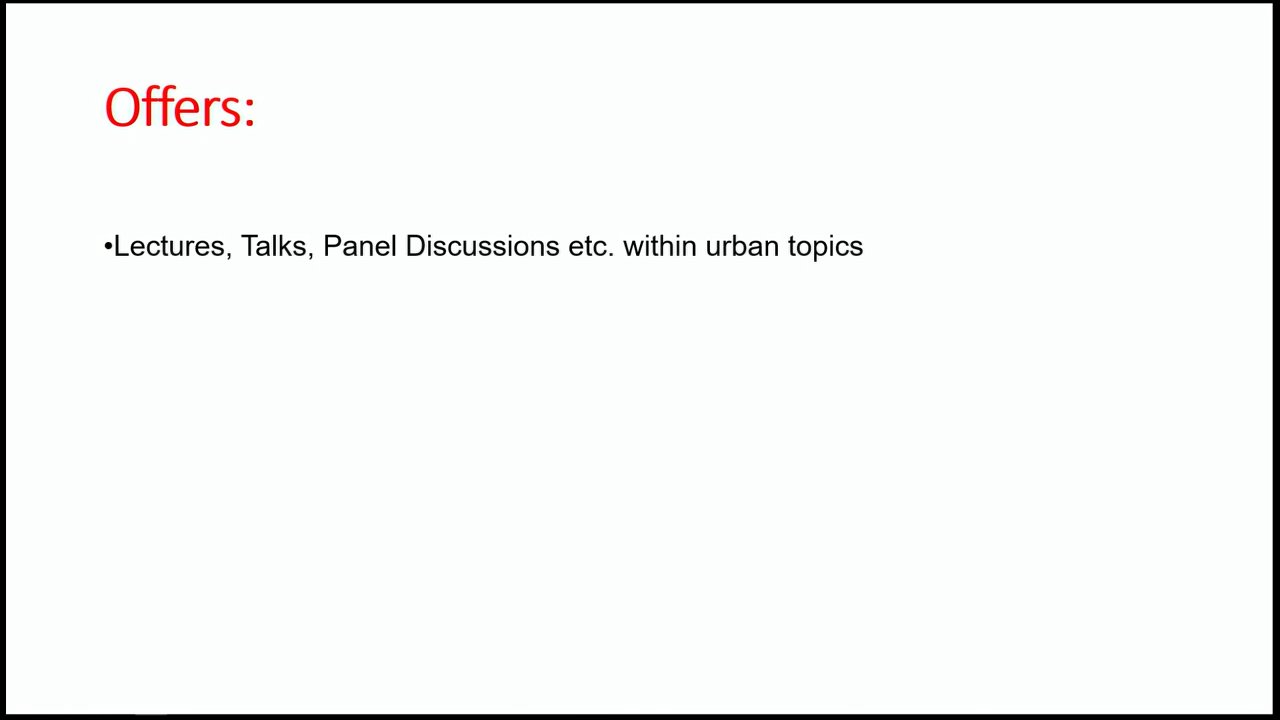 Offers:
•Lectures, Talks, Panel Discussions etc. within urban topics